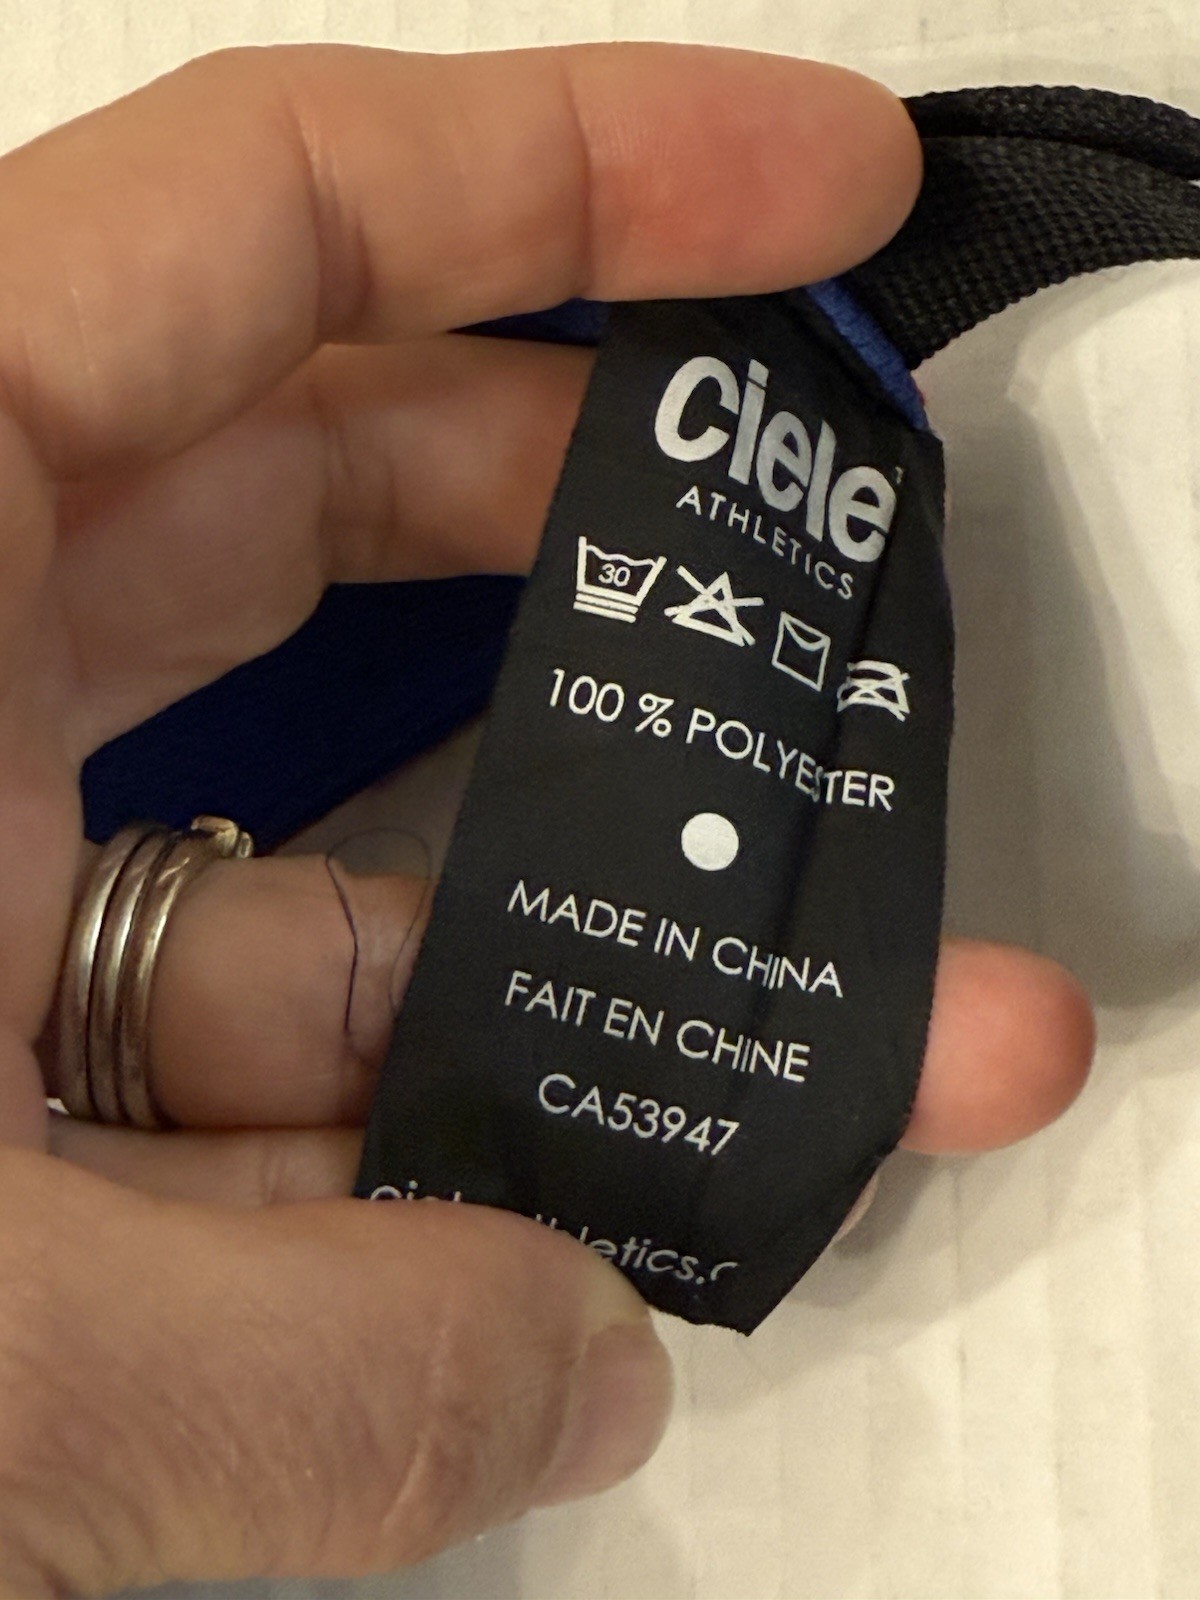 ciele
ATHLETICS
30
100 % POLYESTER
MADE IN CHINA
FAIT EN CHINE
CA53947